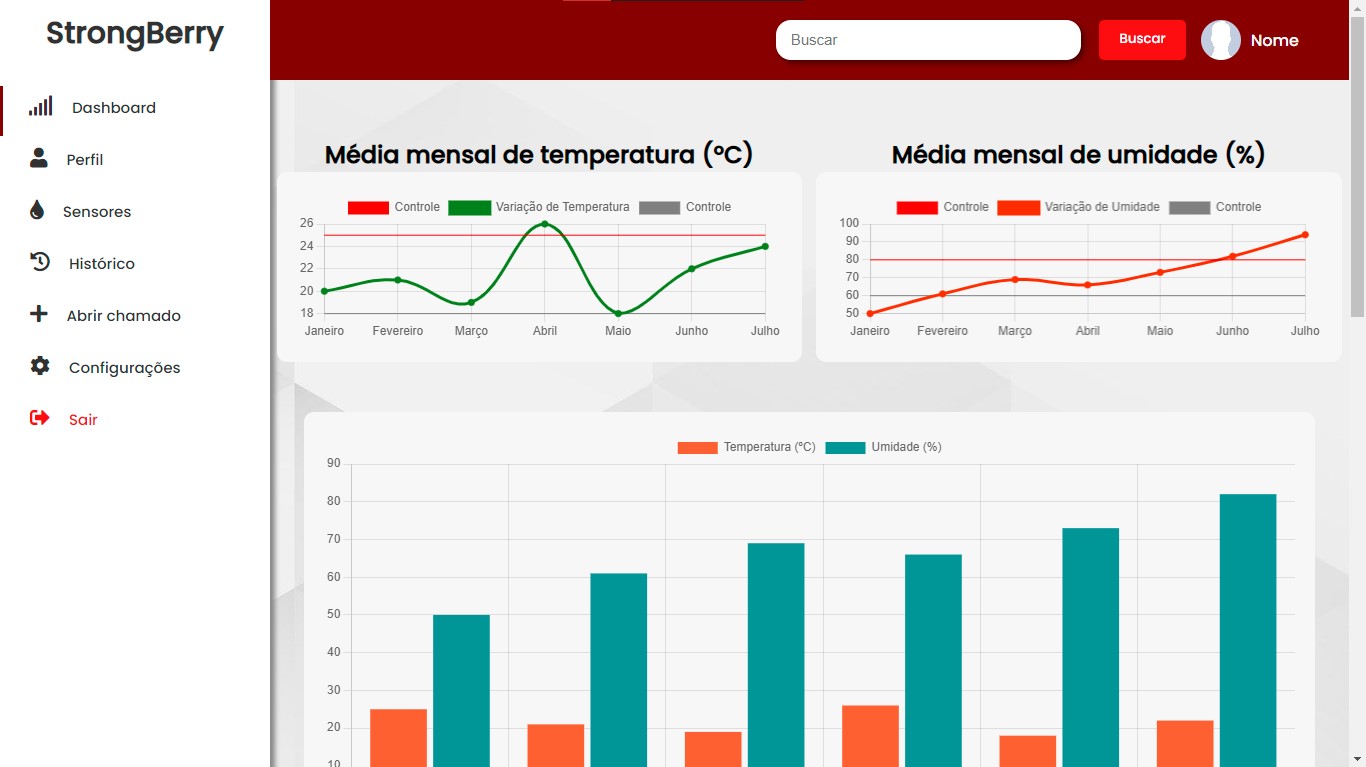 StrongBerry
Buscar
Buscar
Nome
Dashboard
Perfil
Sensores
Histórico
Abrir chamado
Configurações
Sair
Média mensal de temperatura (ºC)
Controle Variação de Temperatura Controle
26
24
22
20
18
Janeiro Fevereiro Março Abril Maio Junho Julho
Média mensal de umidade (%)
Controle Variação de Umidade Controle
100
90
80
70
60
50
Janeiro Fevereiro Março Abril Maio Junho Julho
Temperatura (ºC) Umidade (%)
90
80
70
60
50
40
30
20
10